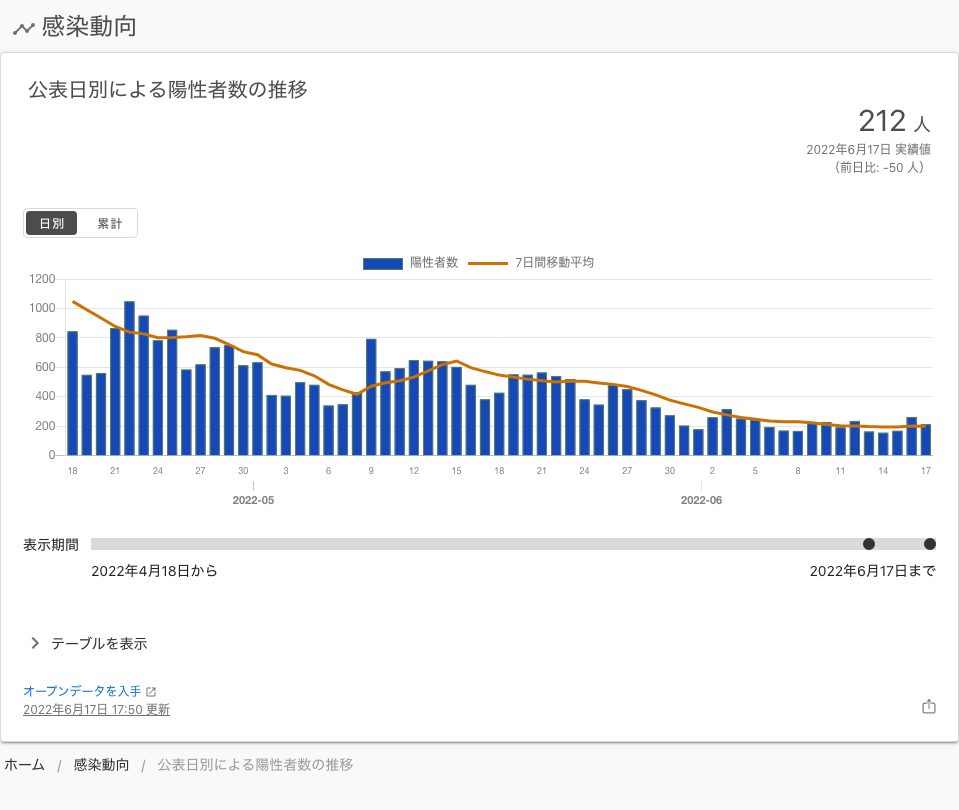 感染動向
公表日別による陽性者数の推移
212 人
2022年6月17日 実績値
（前日比: -50 人）
日別 累計
陽性者数 7日間移動平均
1200
1000
800
600
400
200
0
18 21 24 27 30 3 6 9 12 15 18 21 24 27 30 2 5 8 11 14 17
2022-05 2022-06
表示期間
2022年4月18日から 2022年6月17日まで
テーブルを表示
オープンデータを入手
2022年6月17日 17:50 更新
ホーム / 感染動向 / 公表日別による陽性者数の推移